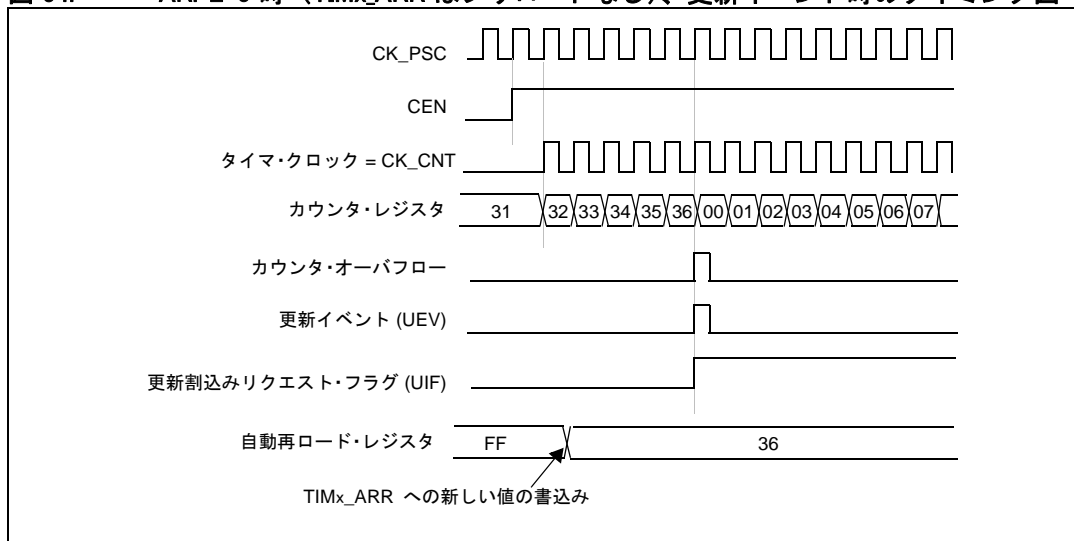 CK_PSC
CEN
タイマ・クロック = CK_CNT
カウンタ・レジスタ 31 32 33 34 35 36 00 01 02 03 04 05 06 07
カウンタ・オーバフロー
更新イベント (UEV)
更新割込みリクエスト・フラグ (UIF)
自動再ロード・レジスタ FF 36
TIMx_ARR への新しい値の書込み